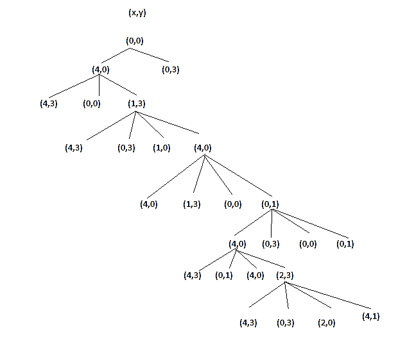 (x,y)
(0,0)
(4,0) (0,3)
(4,3) (0,0) (1,3)
(4,3) (0,3) (1,0) (4,0)
(4,0) (1,3) (0,0) (0,1)
(4,0) (0,3) (0,0) (0,1)
(4,3) (0,1) (4,0) (2,3)
(4,3) (0,3) (2,0) (4,1)